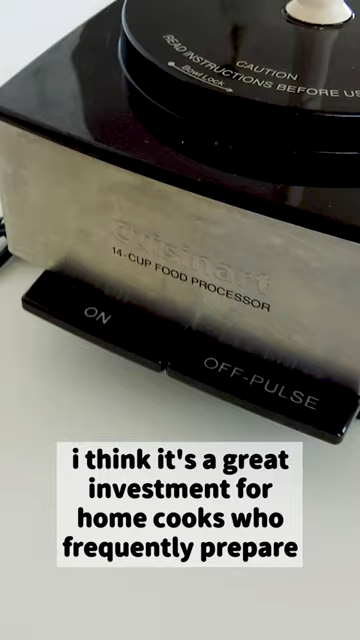 CAUTION
READ INSTRUCTIONS BEFORE
Bowl Lock
Cuisinart
14-CUP FOOD PROCESSOR
ON
OFF-PULSE
i think it's a great
investment for
home cooks who
frequently prepare